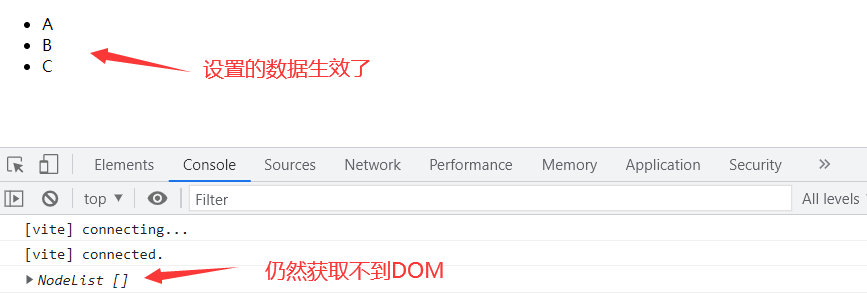 A
B
C
设置的数据生效了
Elements Console Sources Network Performance Memory Application Security »
top ▼ Filter All levels
[vite] connecting...
[vite] connected.
NodeList []
仍然获取不到DOM